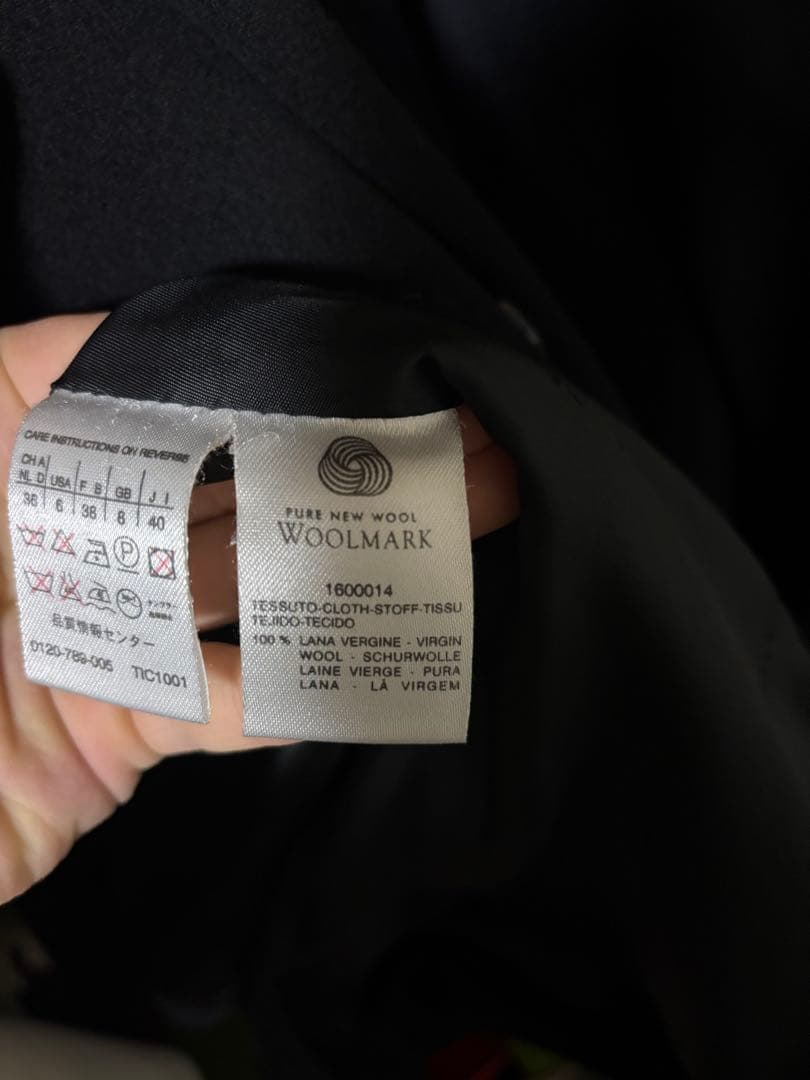 CARE INSTRUCTIONS ON REVERSE
CH A
NL D USA F B GB J I
36 6 38 8 40
P
品質情報センター
0120-789-005 TIC1001
PURE NEW WOOL
WOOLMARK
1600014
TESSUTO-CLOTH-STOFF-TISSU
TEJIDO-TECIDO
100 % LANA VERGINE - VIRGIN
WOOL - SCHURWOLLE
LAINE VIERGE - PURA
LANA - LÂ VIRGEM